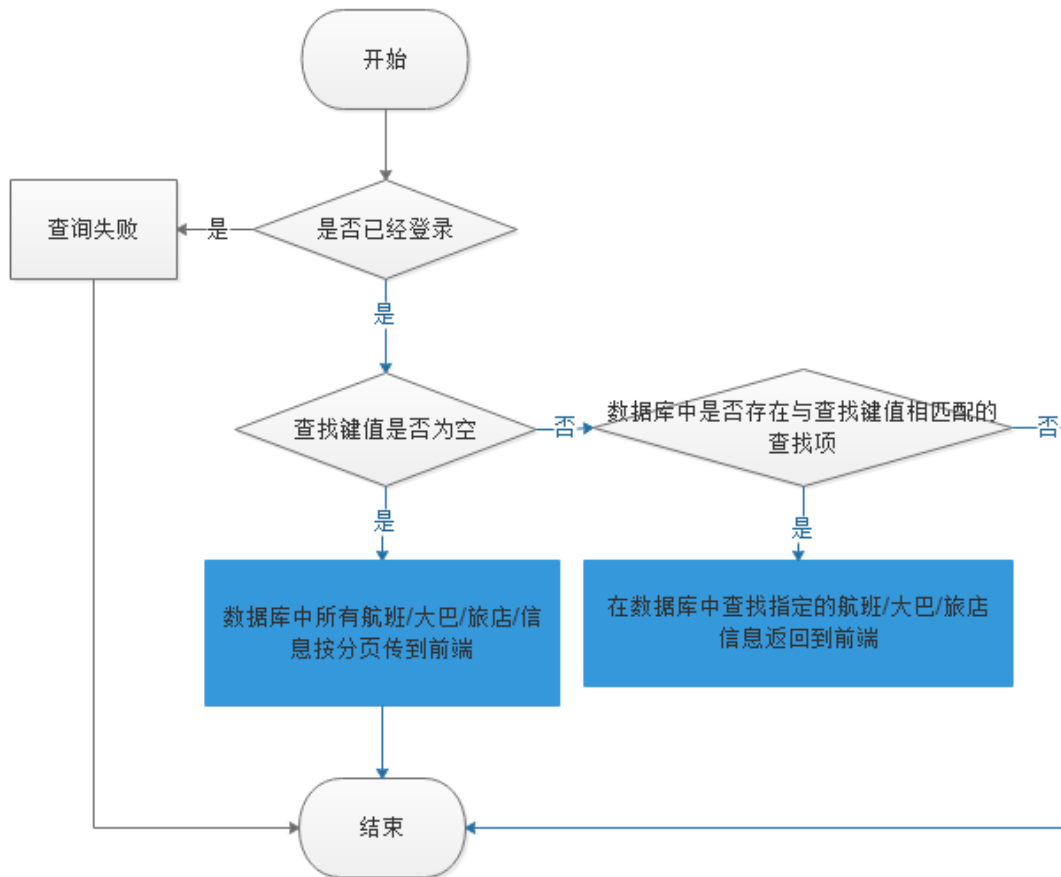 开始
是否已经登录
是
查询失败
是
查找键值是否为空
否
数据库中是否存在与查找键值相匹配的
查找项
否
是
是
数据库中所有航班/大巴/旅店/信
息按分页传到前端
在数据库中查找指定的航班/大巴/旅店
信息返回到前端
结束